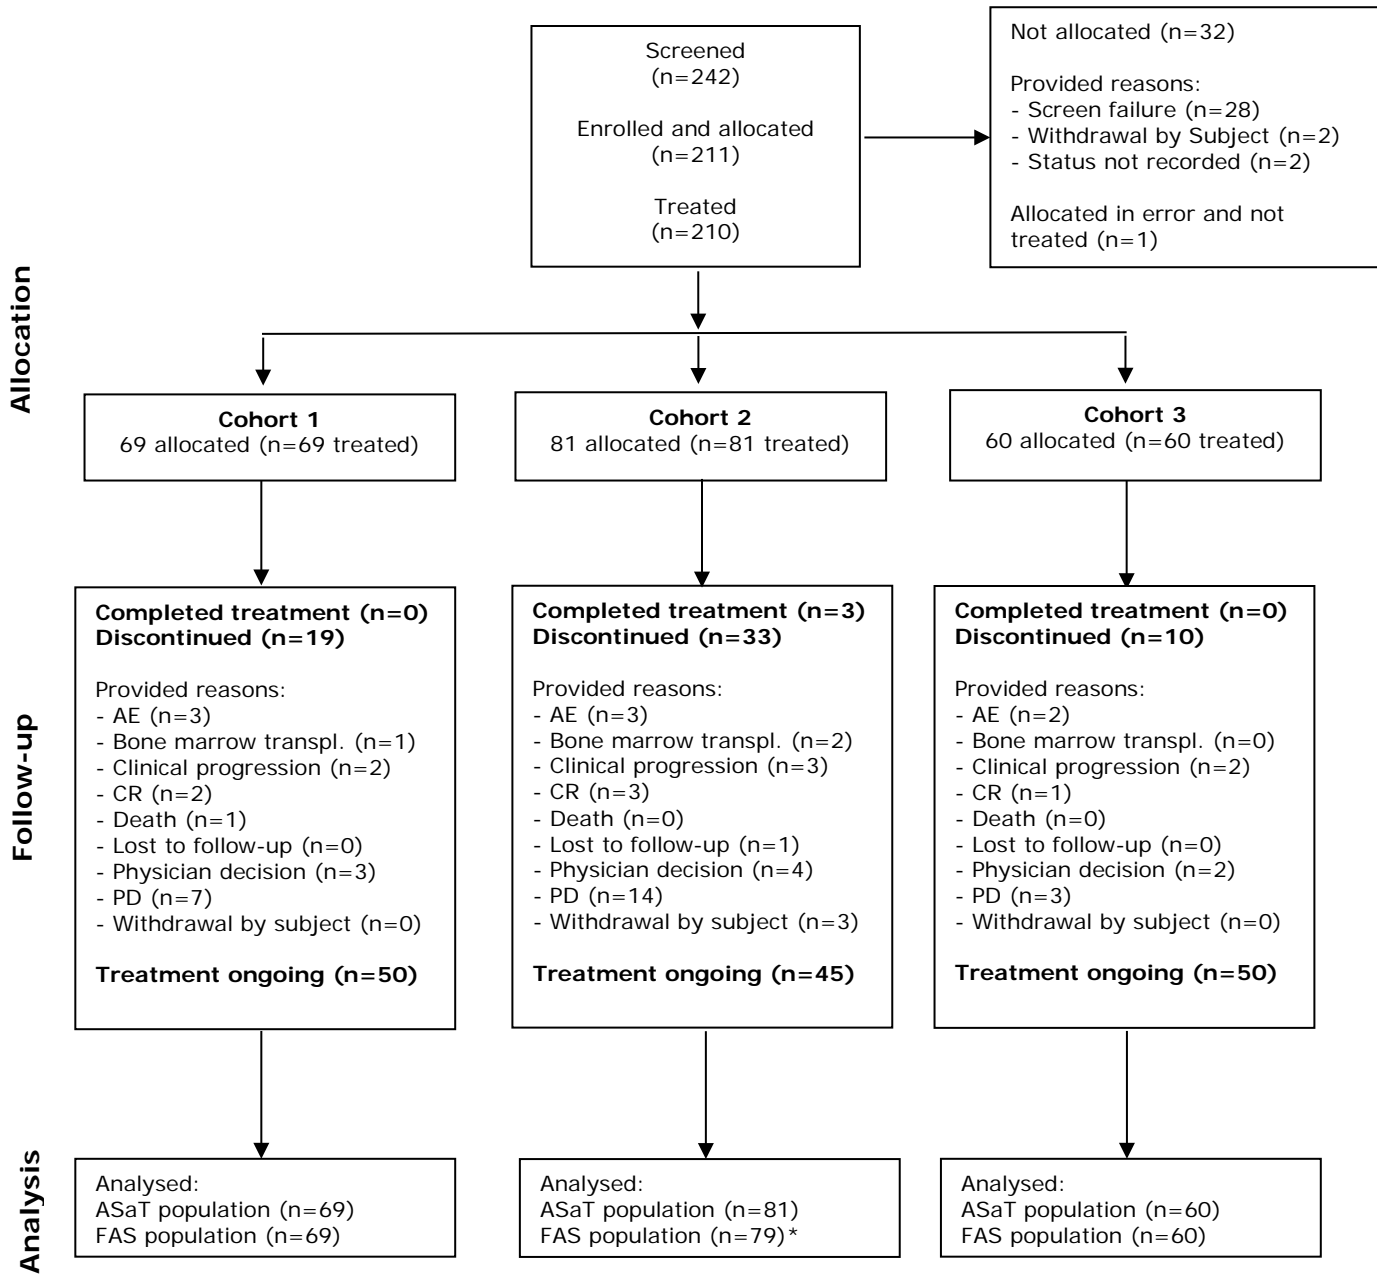 Screened
(n=242)
Enrolled and allocated
(n=211)
Treated
(n=210)
Not allocated (n=32)
Provided reasons:
- Screen failure (n=28)
- Withdrawal by Subject (n=2)
- Status not recorded (n=2)
Allocated in error and not
treated (n=1)
Allocation
Cohort 1
69 allocated (n=69 treated)
Cohort 2
81 allocated (n=81 treated)
Cohort 3
60 allocated (n=60 treated)
Follow-up
Completed treatment (n=0)
Discontinued (n=19)
Provided reasons:
- AE (n=3)
- Bone marrow transpl. (n=1)
- Clinical progression (n=2)
- CR (n=2)
- Death (n=1)
- Lost to follow-up (n=0)
- Physician decision (n=3)
- PD (n=7)
- Withdrawal by subject (n=0)
Treatment ongoing (n=50)
Completed treatment (n=3)
Discontinued (n=33)
Provided reasons:
- AE (n=3)
- Bone marrow transpl. (n=2)
- Clinical progression (n=3)
- CR (n=3)
- Death (n=0)
- Lost to follow-up (n=1)
- Physician decision (n=4)
- PD (n=14)
- Withdrawal by subject (n=3)
Treatment ongoing (n=45)
Completed treatment (n=0)
Discontinued (n=10)
Provided reasons:
- AE (n=2)
- Bone marrow transpl. (n=0)
- Clinical progression (n=2)
- CR (n=1)
- Death (n=0)
- Lost to follow-up (n=0)
- Physician decision (n=2)
- PD (n=3)
- Withdrawal by subject (n=0)
Treatment ongoing (n=50)
Analysis
Analysed:
ASaT population (n=69)
FAS population (n=69)
Analysed:
ASaT population (n=81)
FAS population (n=79)*
Analysed:
ASaT population (n=60)
FAS population (n=60)